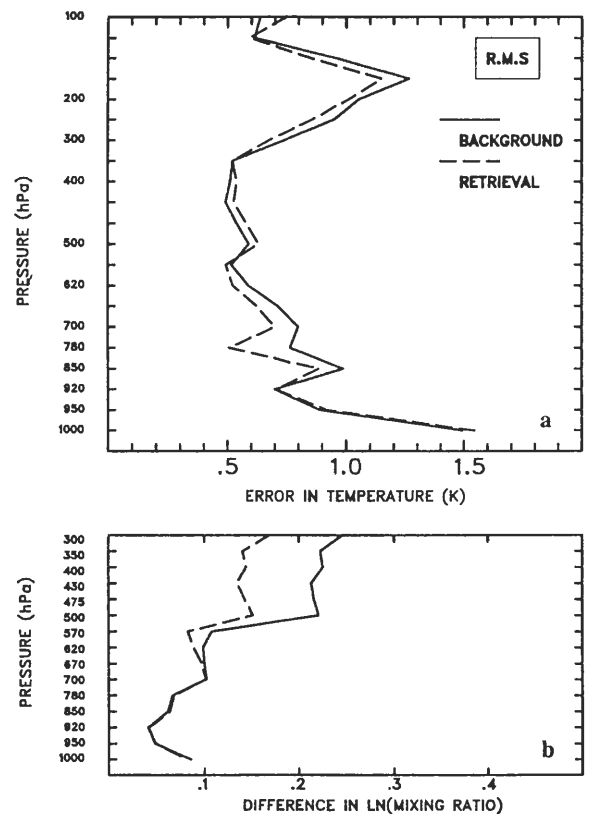 100
200
300
400
500
620
700
780
850
920
950
1000
PRESSURE (hPa)
R.M.S
BACKGROUND
RETRIEVAL
a
.5 1.0 1.5
ERROR IN TEMPERATURE (K)
300
350
400
430
475
500
570
620
670
700
780
850
920
950
1000
PRESSURE (hPa)
b
.1 .2 .3 .4
DIFFERENCE IN LN(MIXING RATIO)